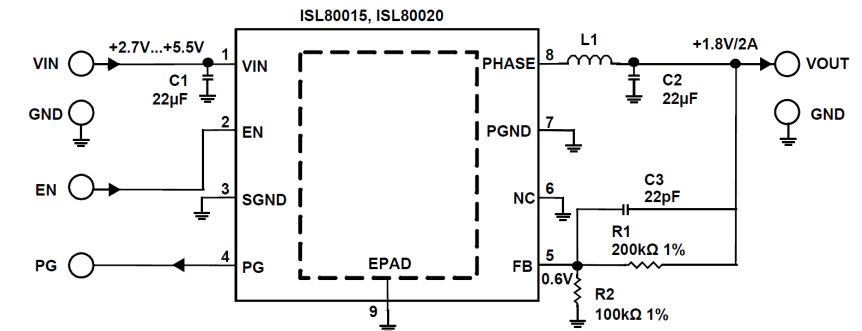 ISL80015, ISL80020
+2.7V...+5.5V
VIN
1
VIN
C1
22µF
GND
2
EN
EN
3
SGND
PG
4
PG
EPAD
9
PHASE
8
L1
+1.8V/2A
VOUT
C2
22µF
PGND
7
GND
NC
6
C3
22pF
R1
200kΩ 1%
FB
5
0.6V
R2
100kΩ 1%